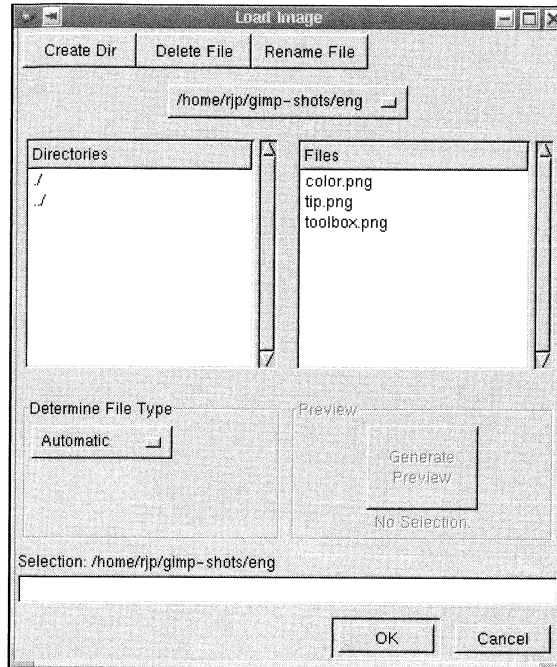 Load Image
Create Dir Delete File Rename File
/home/rjp/gimp-shots/eng
Directories
./
../
Files
color.png
tip.png
toolbox.png
Determine File Type
Automatic
Preview
Generate
Preview
No Selection.
Selection: /home/rjp/gimp-shots/eng
OK Cancel